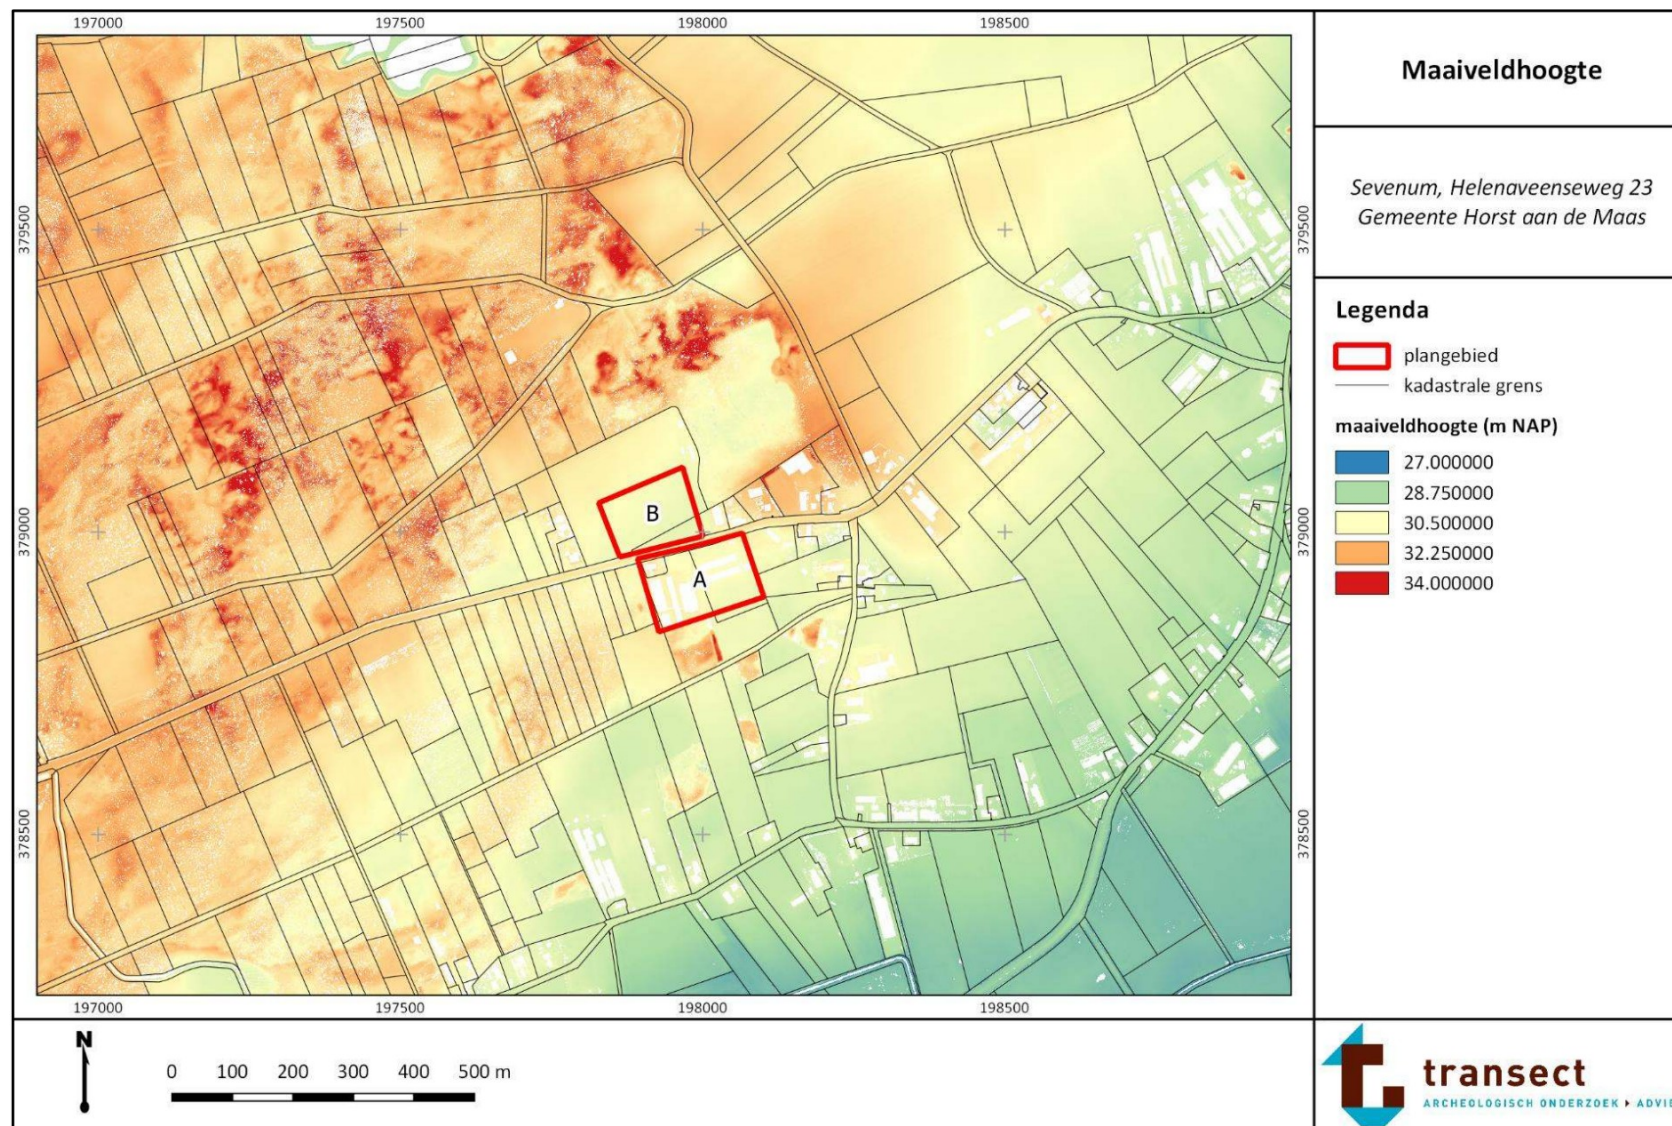 197000 197500 198000 198500
Maaiveldhoogte
Sevenum, Helenaveenseweg 23
Gemeente Horst aan de Maas
379500 379500
Legenda
plangebied
kadastrale grens
maaiveldhoogte (m NAP)
27.000000
28.750000
30.500000
32.250000
34.000000
B
379000 379000
A
378500 378500
197000 197500 198000 198500
N
0 100 200 300 400 500 m
transect
ARCHEOLOGISCH ONDERZOEK ▸ ADVIE